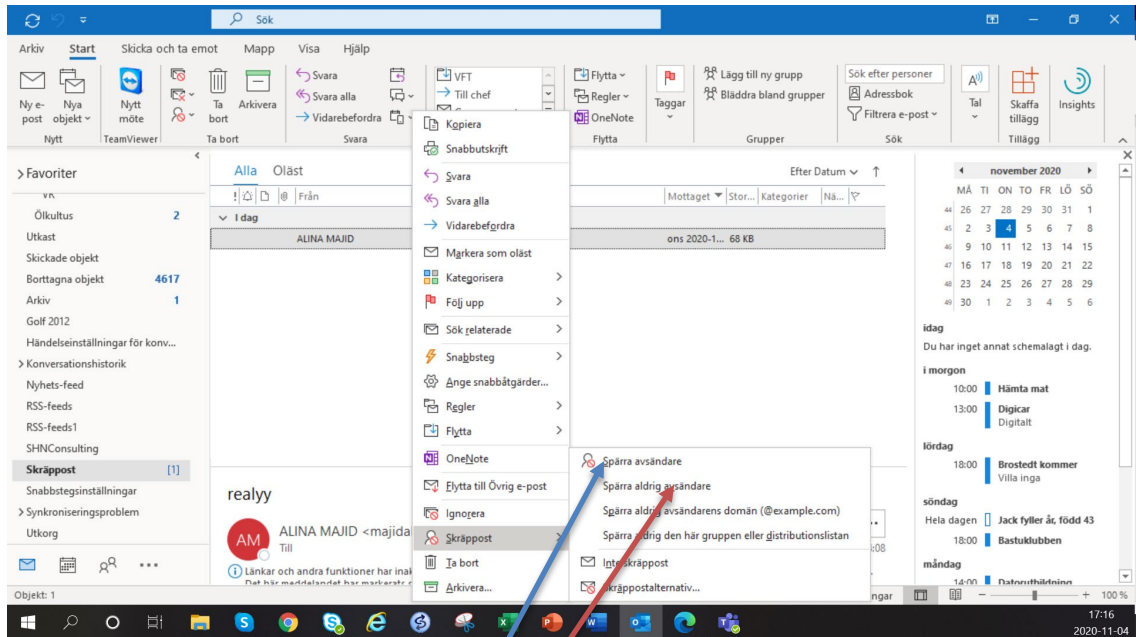 Sök
Arkiv Start Skicka och ta emot Mapp Visa Hjälp
Ny e-post
Nya objekt
Nytt möte
Ta bort
Arkivera
Svara
Svara alla
Vidarebefordra
VFT
Till chef
Flytta
Regler
OneNote
Taggar
Lägg till ny grupp
Bläddra bland grupper
Sök efter personer
Adressbok
Filtrera e-post
A
Tal
Skaffa tillägg
Insights
Nytt TeamViewer Ta bort Svara Flytta Grupper Sök Tillägg
Favoriter
Ölkultus 2
Utkast
Skickade objekt
Borttagna objekt 4617
Arkiv 1
Golf 2012
Händelseinställningar för konv...
Konversationshistorik
Nyhets-feed
RSS-feeds
RSS-feeds1
SHNConsulting
Skräppost [1]
Snabbstegsinställningar
Synkroniseringsproblem
Utkorg
Objekt: 1
Alla Oläst
Efter Datum
Från Mottaget Stor... Kategorier Nä...
I dag
ALINA MAJID ons 2020-1... 68 KB
realyy
AM
ALINA MAJID <majida
Till
Länkar och andra funktioner har inak
Det här meddelandet har markerats
:08
Kopiera
Snabbutskrift
Svara
Svara alla
Vidarebefordra
Markera som oläst
Kategorisera
Följ upp
Sök relaterade
Snabbsteg
Ange snabbåtgärder...
Regler
Flytta
OneNote
Flytta till Övrig e-post
Ignorera
Skräppost
Ta bort
Arkivera...
Spärra avsändare
Spärra aldrig avsändare
Spärra aldrig avsändarens domän (@example.com)
Spärra aldrig den här gruppen eller distributionslistan
Inte skräppost
Skräppostalternativ...
november 2020
MÅ TI ON TO FR LÖ SÖ
44 26 27 28 29 30 31 1
45 2 3 4 5 6 7 8
46 9 10 11 12 13 14 15
47 16 17 18 19 20 21 22
48 23 24 25 26 27 28 29
49 30 1 2 3 4 5 6
idag
Du har inget annat schemalagt i dag.
i morgon
10:00 Hämta mat
13:00 Digicar
Digitalt
lördag
18:00 Brostedt kommer
Villa inga
söndag
Hela dagen Jack fyller år, född 43
18:00 Bastuklubben
måndag
14:00 Datorutbildning
ngar
100 %
17:16
2020-11-04